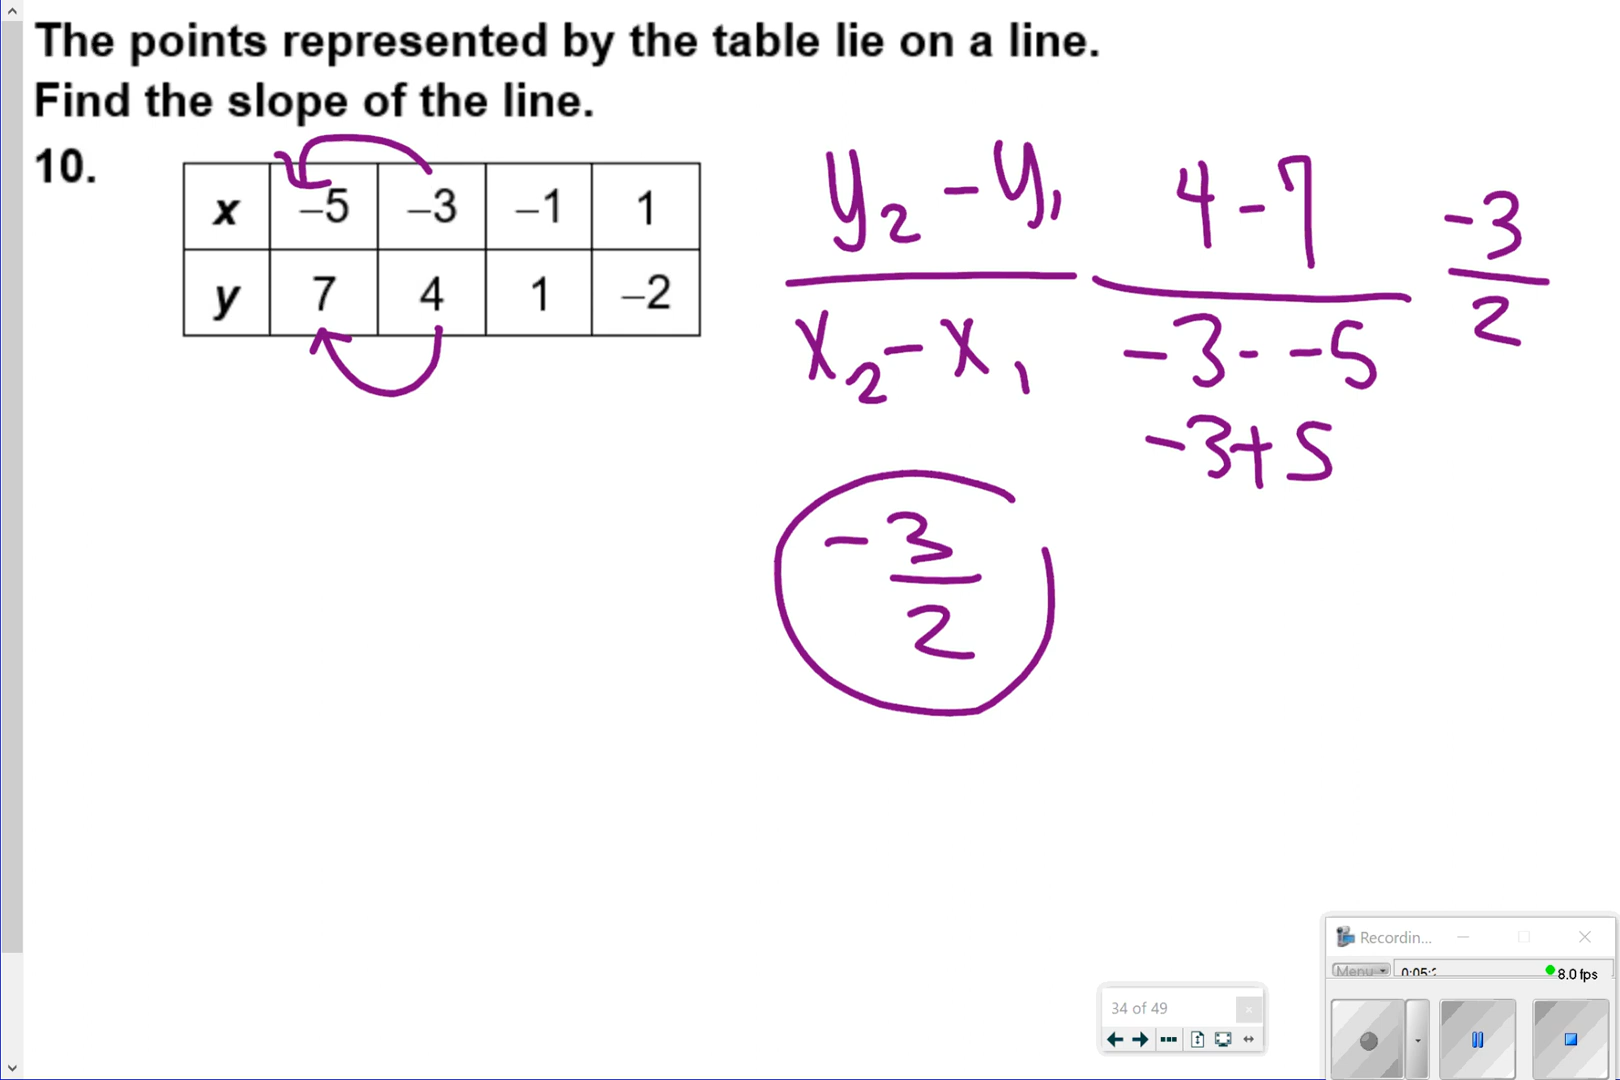 The points represented by the table lie on a line.
Find the slope of the line.
10.
x –5 –3 –1 1
y 7 4 1 –2
y₂ - y₁
x₂ - x₁
4 - 7
-3 - -5
-3 + 5
-3
2
-3
2
Recordin...
Menu
8.0 fps
34 of 49